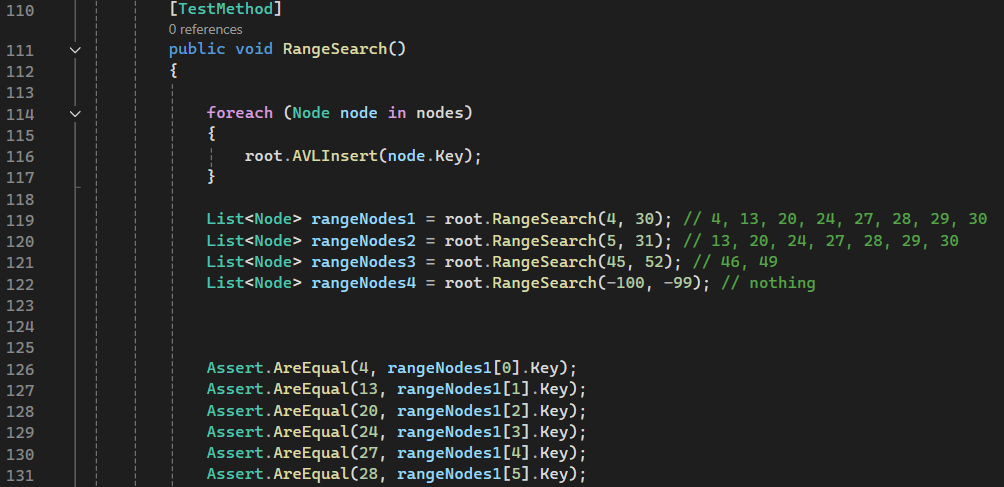 110 [TestMethod]
0 references
111 public void RangeSearch()
112 {
113
114 foreach (Node node in nodes)
115 {
116 root.AVLInsert(node.Key);
117 }
118
119 List<Node> rangeNodes1 = root.RangeSearch(4, 30); // 4, 13, 20, 24, 27, 28, 29, 30
120 List<Node> rangeNodes2 = root.RangeSearch(5, 31); // 13, 20, 24, 27, 28, 29, 30
121 List<Node> rangeNodes3 = root.RangeSearch(45, 52); // 46, 49
122 List<Node> rangeNodes4 = root.RangeSearch(-100, -99); // nothing
123
124
125
126 Assert.AreEqual(4, rangeNodes1[0].Key);
127 Assert.AreEqual(13, rangeNodes1[1].Key);
128 Assert.AreEqual(20, rangeNodes1[2].Key);
129 Assert.AreEqual(24, rangeNodes1[3].Key);
130 Assert.AreEqual(27, rangeNodes1[4].Key);
131 Assert.AreEqual(28, rangeNodes1[5].Key);